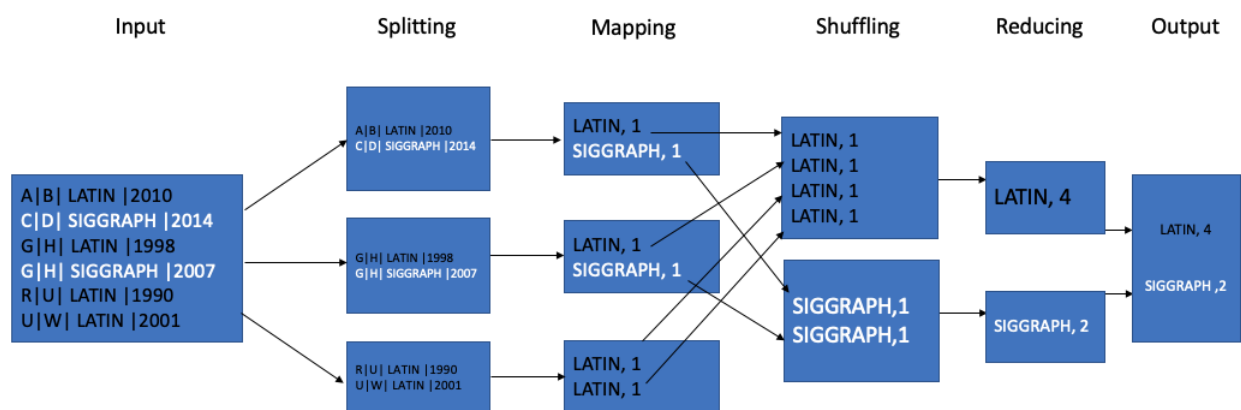 Input
Splitting
Mapping
Shuffling
Reducing
Output
A|B| LATIN |2010
C|D| SIGGRAPH |2014
G|H| LATIN |1998
G|H| SIGGRAPH |2007
R|U| LATIN |1990
U|W| LATIN |2001
A|B| LATIN |2010
C|D| SIGGRAPH |2014
G|H| LATIN |1998
G|H| SIGGRAPH |2007
R|U| LATIN |1990
U|W| LATIN |2001
LATIN, 1
SIGGRAPH, 1
LATIN, 1
SIGGRAPH, 1
LATIN, 1
LATIN, 1
LATIN, 1
LATIN, 1
LATIN, 1
LATIN, 1
SIGGRAPH,1
SIGGRAPH,1
LATIN, 4
SIGGRAPH, 2
LATIN, 4
SIGGRAPH ,2